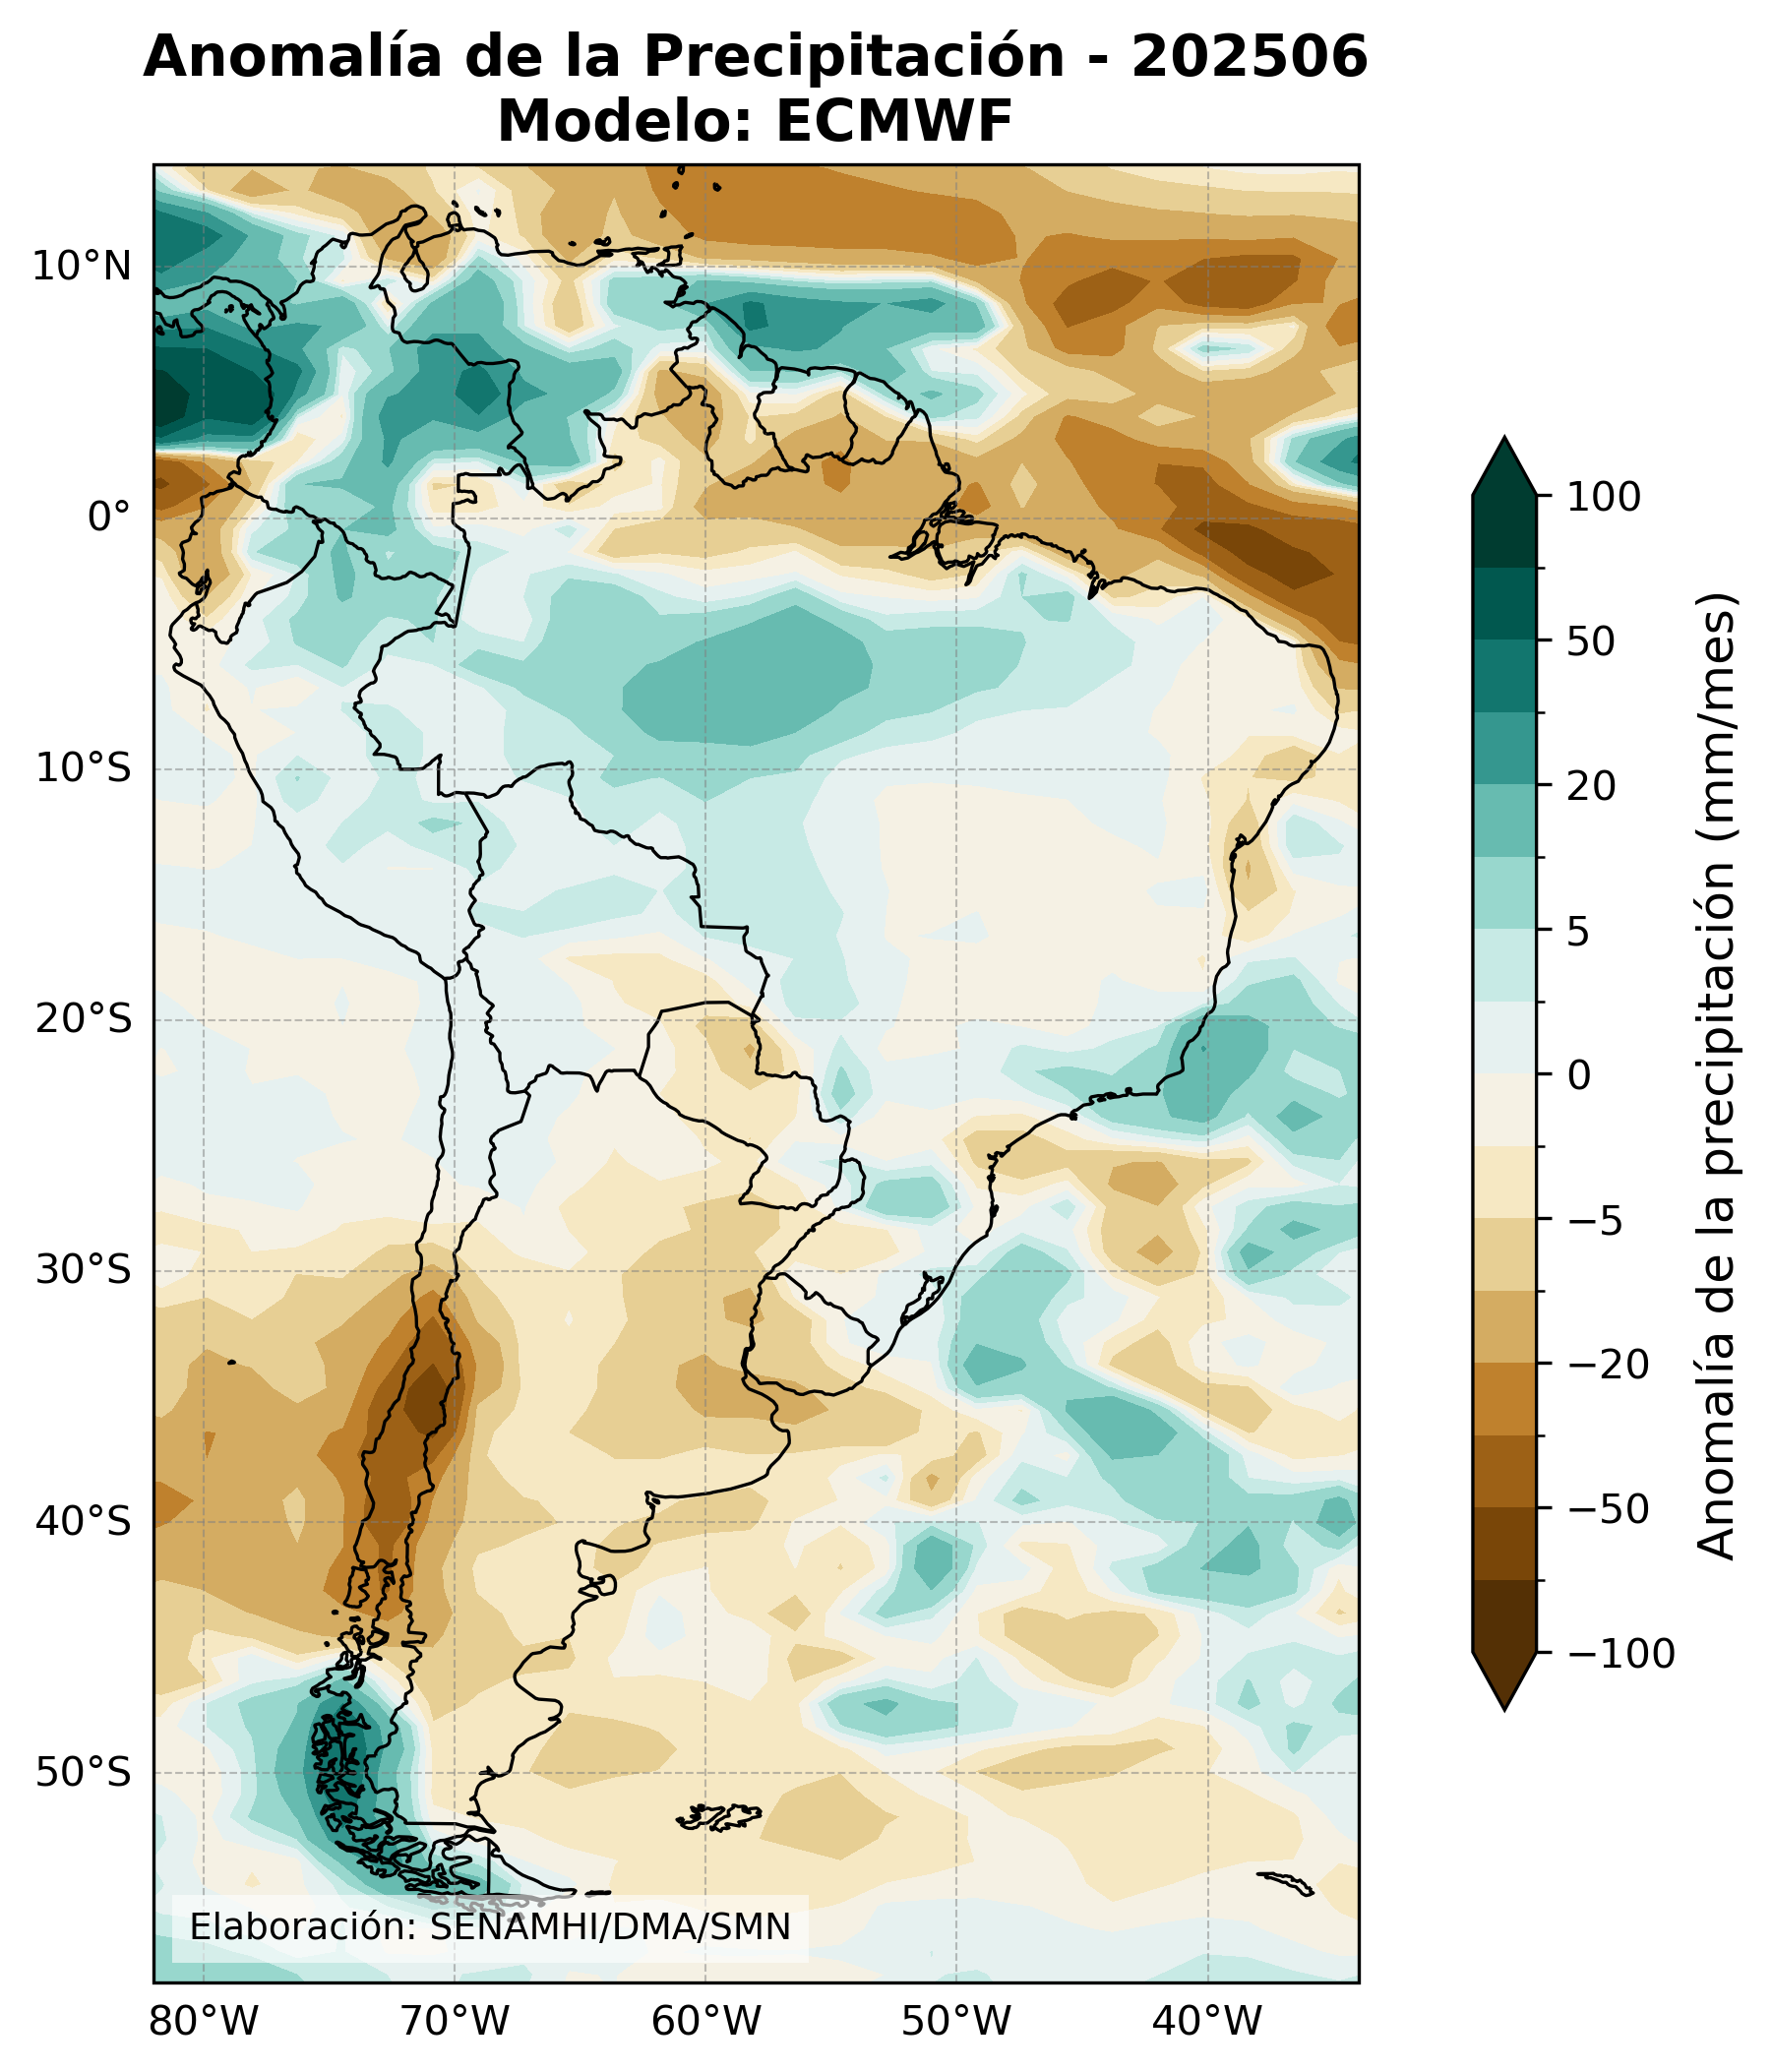 Anomalía de la Precipitación - 202506
Modelo: ECMWF
10°N
0°
10°S
20°S
30°S
40°S
50°S
80°W
70°W
60°W
50°W
40°W
Elaboración: SENAMHI/DMA/SMN
100
50
20
5
0
−5
−20
−50
−100
Anomalía de la precipitación (mm/mes)